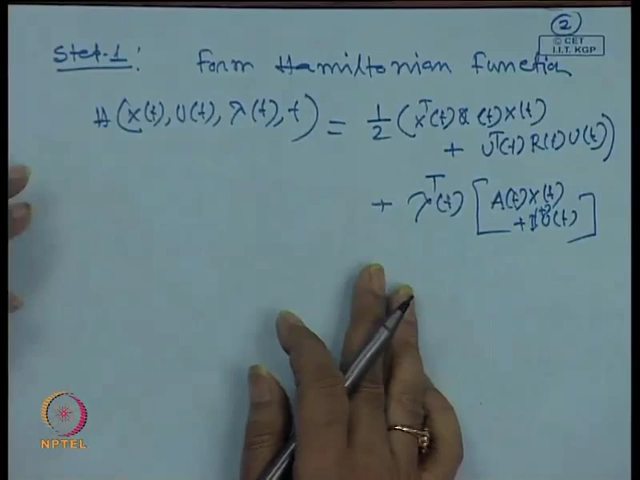 2
© CET
I.I.T. KGP
Step-1: Form Hamiltonian Function
H(X(t), U(t), λ(t), t) = 1/2 (X^T(t) Q(t) X(t)
+ U^T(t) R(t) U(t))
+ λ^T(t) [A(t) X(t)
+ B(t) U(t)]
NPTEL